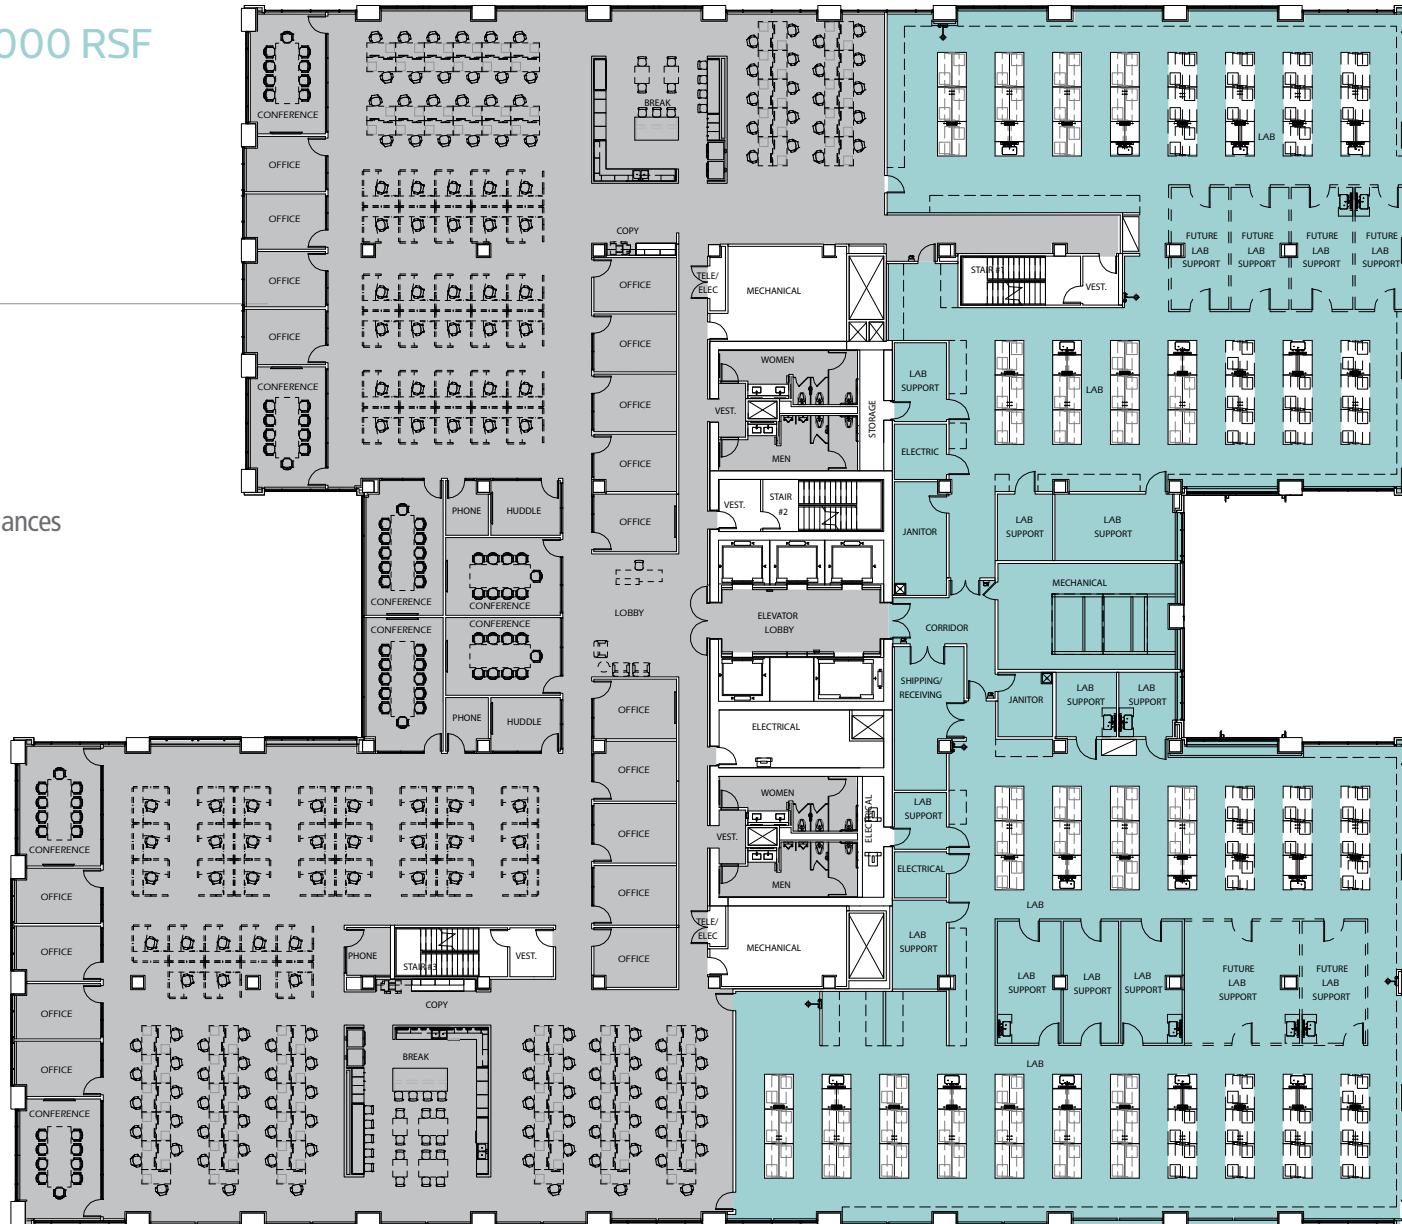 000 RSF
ances
CONFERENCE
OFFICE
OFFICE
OFFICE
OFFICE
CONFERENCE
BREAK
COPY
OFFICE
OFFICE
OFFICE
OFFICE
OFFICE
TELE/
ELEC
MECHANICAL
WOMEN
VEST.
MEN
STORAGE
VEST.
STAIR
#2
LAB
FUTURE
LAB
SUPPORT
FUTURE
LAB
SUPPORT
FUTURE
LAB
SUPPORT
FUTURE
LAB
SUPPORT
STAIR #1
VEST.
LAB
SUPPORT
LAB
ELECTRIC
JANITOR
LAB
SUPPORT
LAB
SUPPORT
MECHANICAL
PHONE
HUDDLE
CONFERENCE
CONFERENCE
CONFERENCE
CONFERENCE
PHONE
HUDDLE
LOBBY
ELEVATOR
LOBBY
CORRIDOR
SHIPPING/
RECEIVING
JANITOR
LAB
SUPPORT
LAB
SUPPORT
OFFICE
OFFICE
OFFICE
OFFICE
OFFICE
ELECTRICAL
WOMEN
VEST.
MEN
ELECTRICAL
TELE/
ELEC
MECHANICAL
LAB
SUPPORT
ELECTRICAL
LAB
SUPPORT
LAB
LAB
SUPPORT
LAB
SUPPORT
LAB
SUPPORT
FUTURE
LAB
SUPPORT
FUTURE
LAB
SUPPORT
LAB
CONFERENCE
OFFICE
OFFICE
OFFICE
OFFICE
CONFERENCE
PHONE
STAIR #3
VEST.
COPY
BREAK